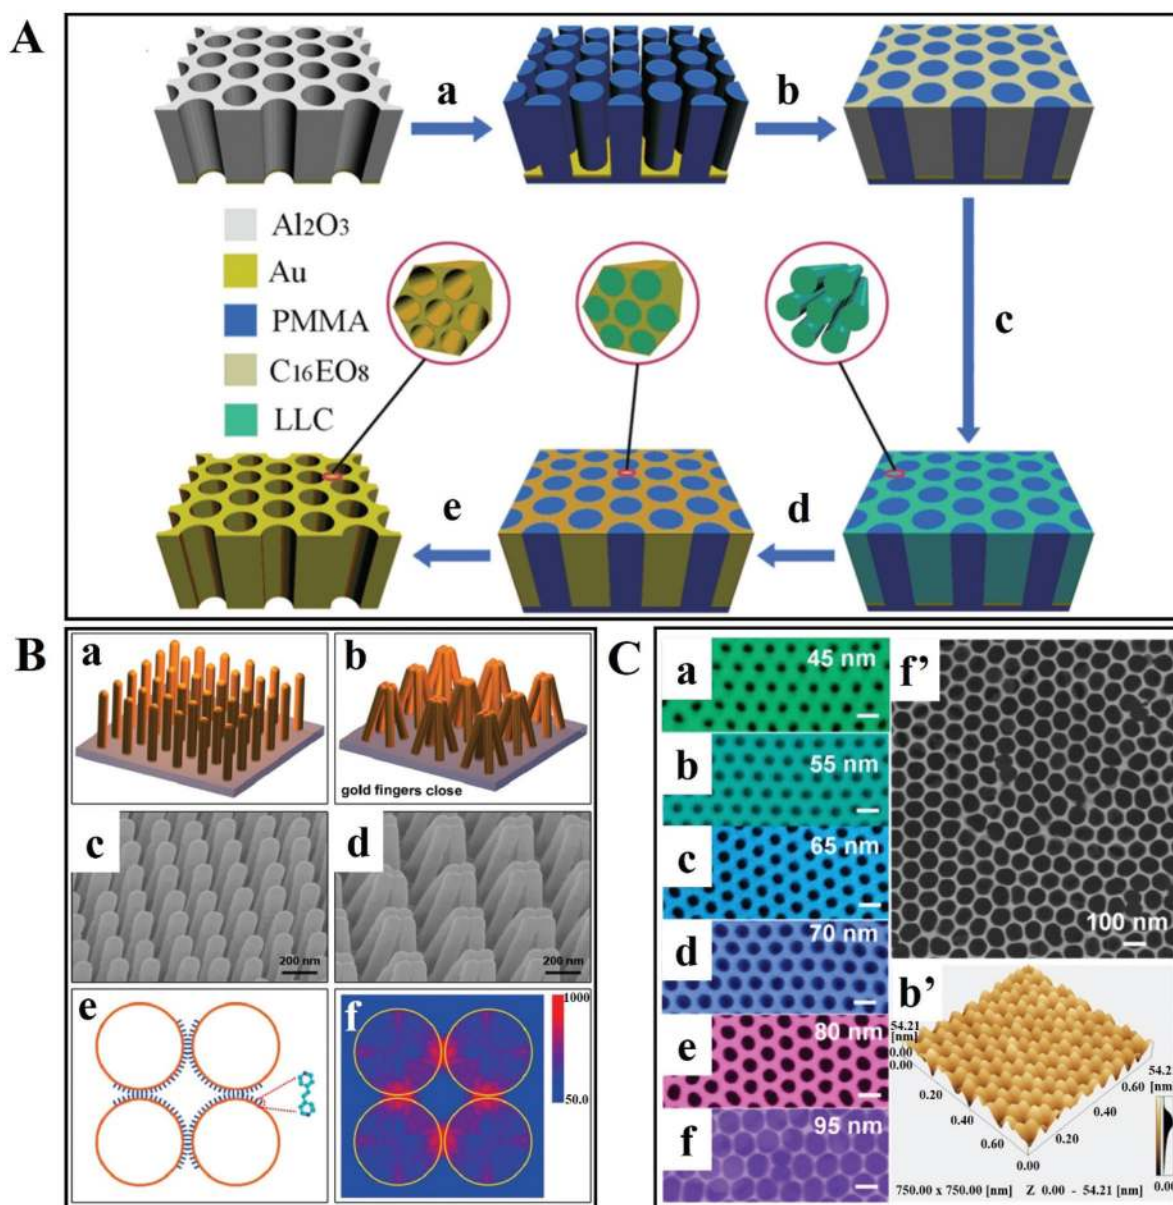 A
a
b
Al2O3
Au
PMMA
C16EO8
LLC
c
e
d
B
a
b
gold fingers close
c
200 nm
d
200 nm
e
f
1000
50.0
C
a
45 nm
b
55 nm
c
65 nm
d
70 nm
e
80 nm
f
95 nm
f’
100 nm
b’
54.21
[nm]
0.00
0.00
0.20
0.40
0.60
0.00
0.20
0.40
0.60
[nm]
0.00
750.00 x 750.00 [nm] Z 0.00 - 54.21 [nm]